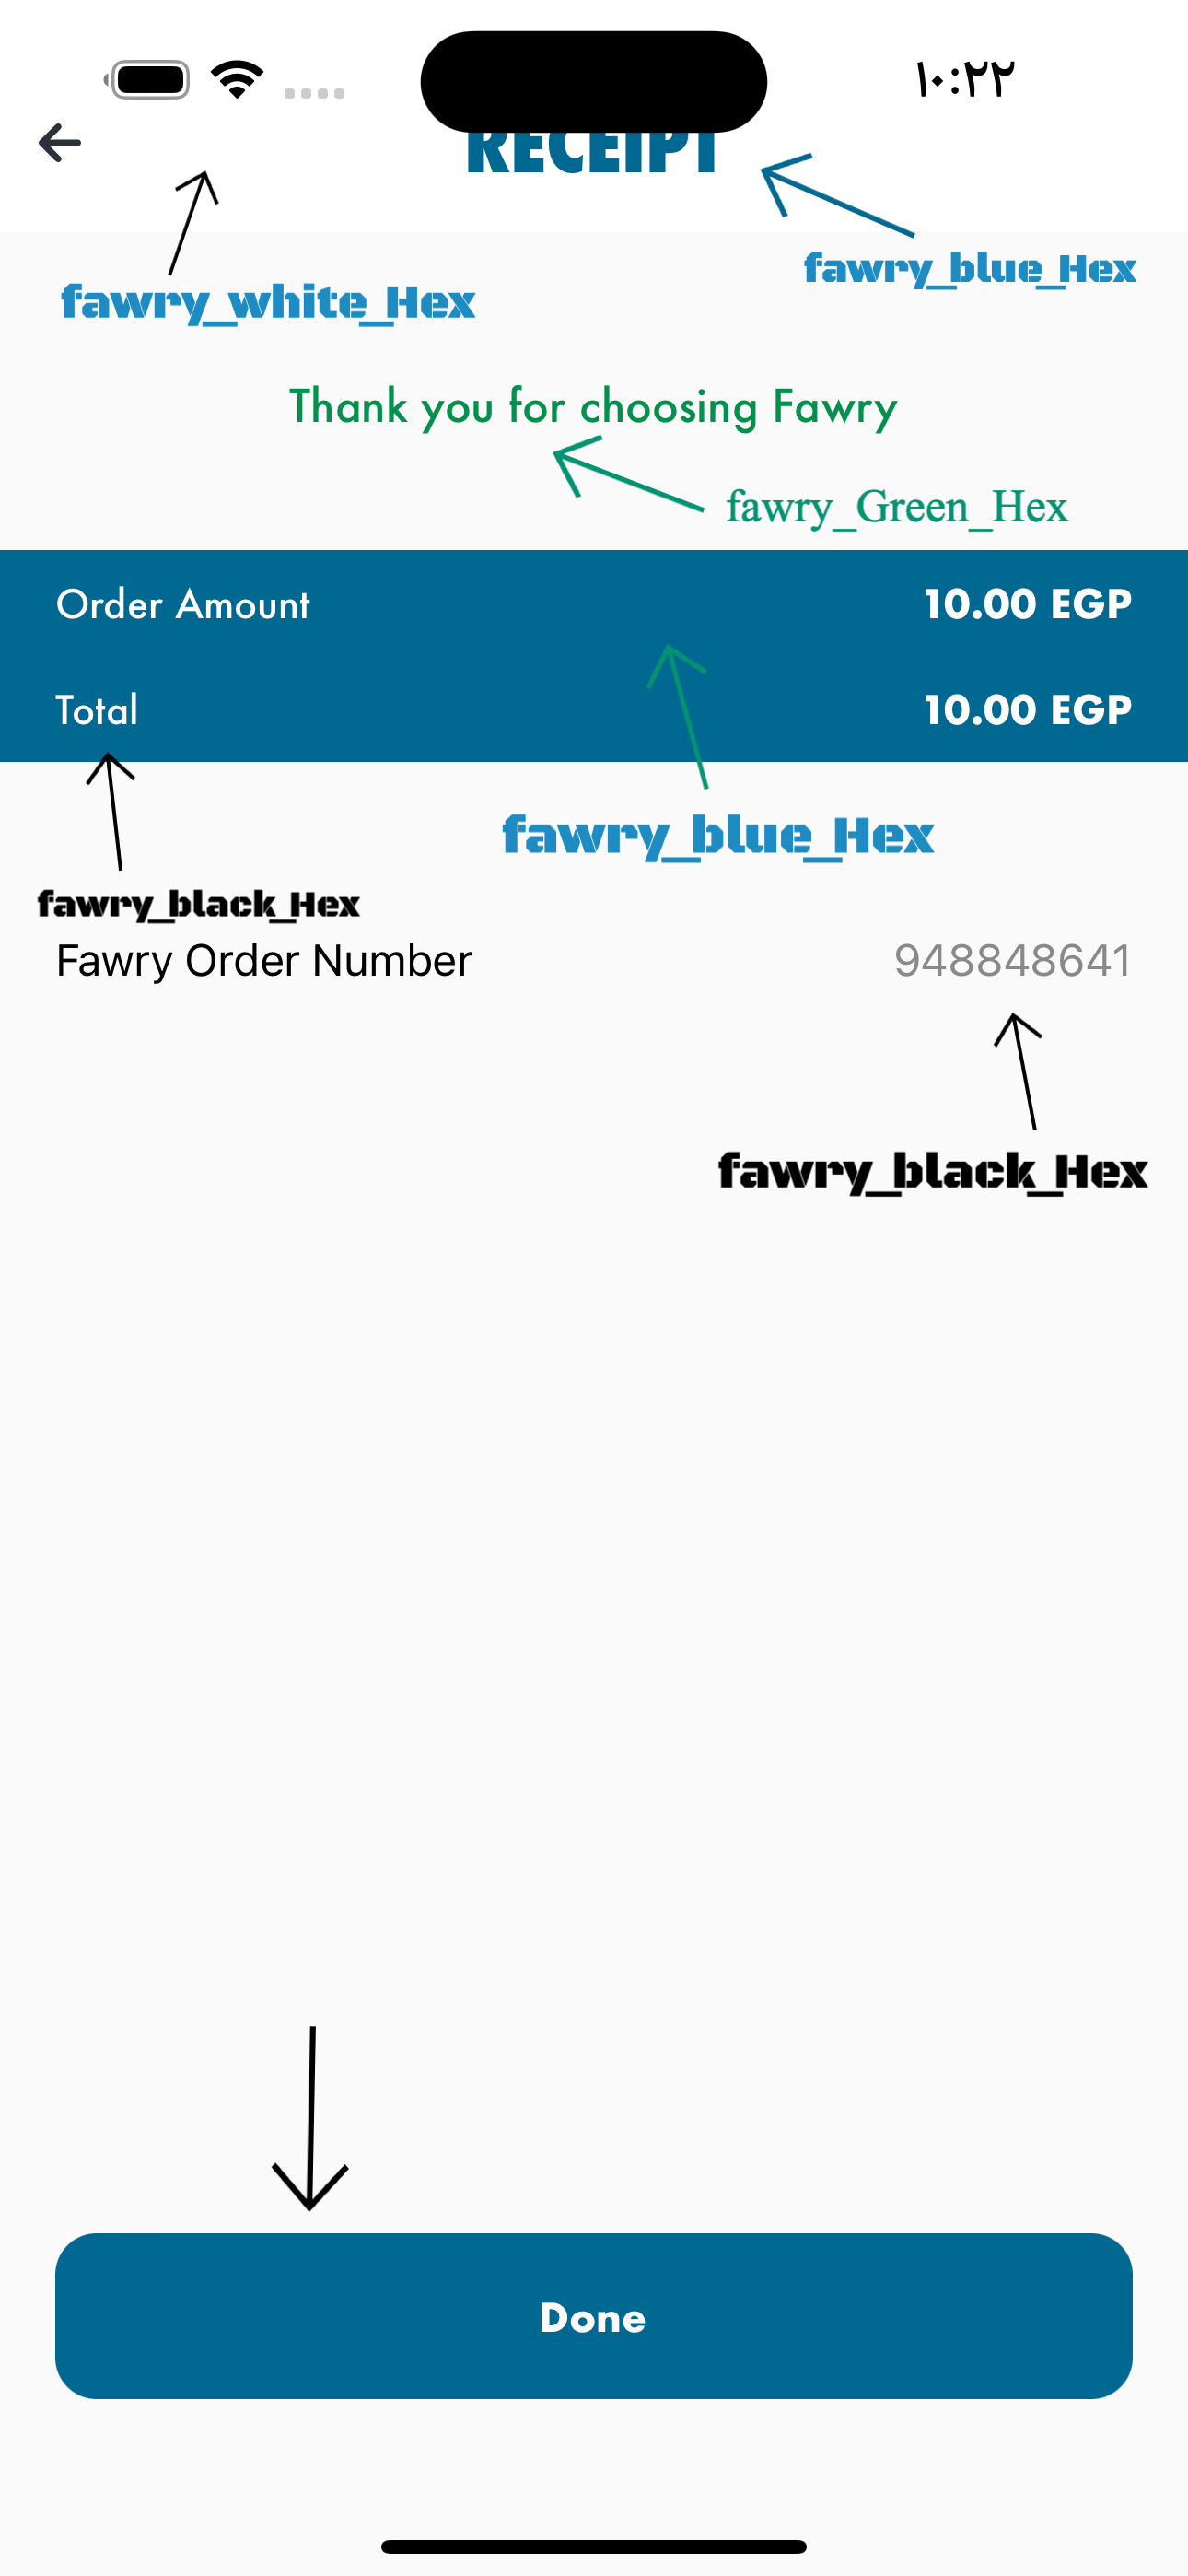 ١٠:٢٢
RECEIPT
fawry_blue_Hex
fawry_white_Hex
Thank you for choosing Fawry
fawry_Green_Hex
Order Amount 10.00 EGP
Total 10.00 EGP
fawry_blue_Hex
fawry_black_Hex
Fawry Order Number 948848641
fawry_black_Hex
Done